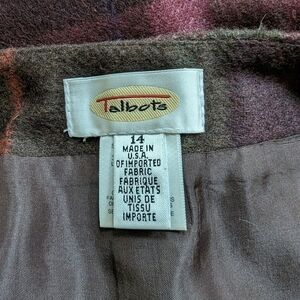 Talbots
14
MADE IN
U.S.A.
OF IMPORTED
FABRIC
FABRIQUE
AUX ETATS
UNIS DE
TISSU
IMPORTE